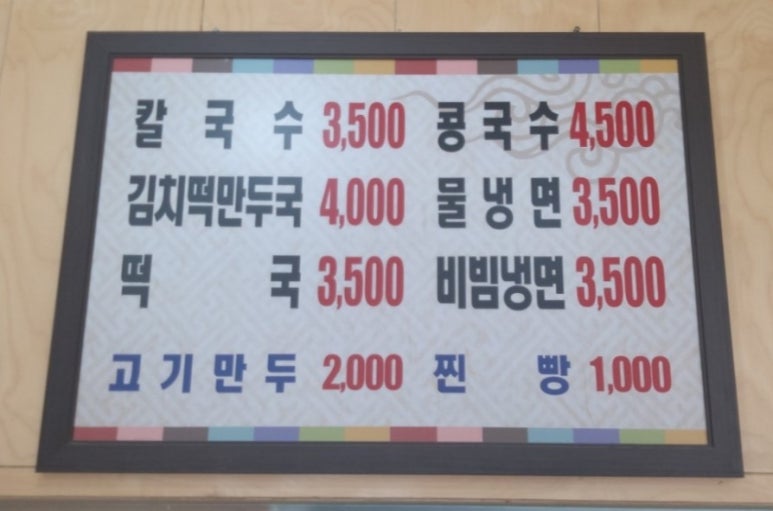 칼국수 3,500 콩국수 4,500
김치떡만두국 4,000 물냉면 3,500
떡국 3,500 비빔냉면 3,500
고기만두 2,000 찐빵 1,000